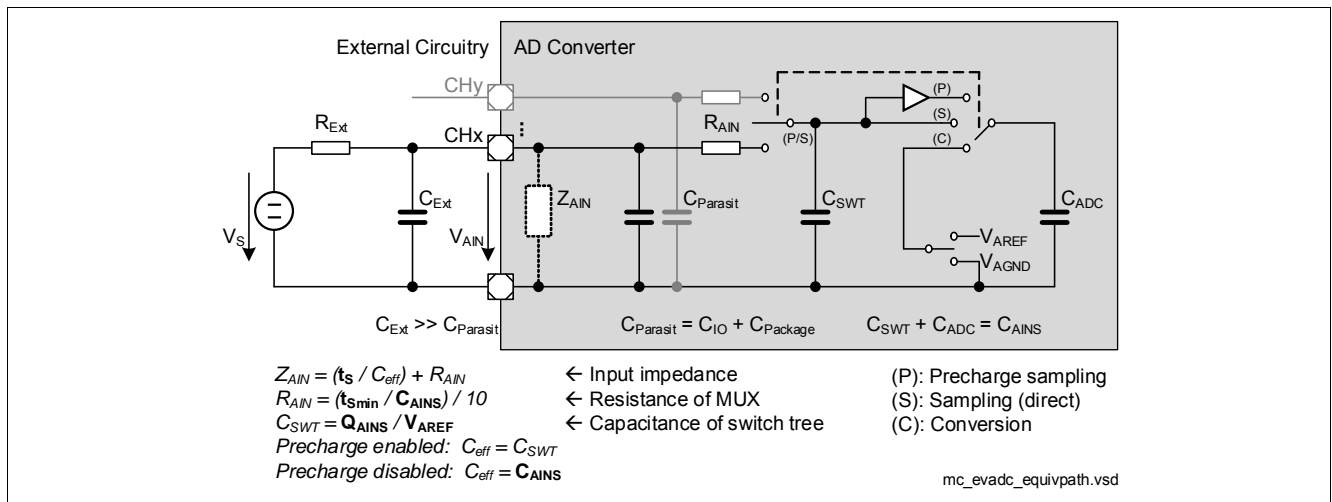 External Circuitry
AD Converter
CHy
(P)
R_Ext
CHx
⋮
R_AIN
(P/S)
(S)
(C)
C_Ext
Z_AIN
C_Parasit
C_SWT
C_ADC
V_S
V_AIN
V_AREF
V_AGND
C_Ext >> C_Parasit
C_Parasit = C_IO + C_Package
C_SWT + C_ADC = C_AINS
Z_AIN = (t_S / C_eff) + R_AIN ← Input impedance (P): Precharge sampling
R_AIN = (t_Smin / C_AINS) / 10 ← Resistance of MUX (S): Sampling (direct)
C_SWT = Q_AINS / V_AREF ← Capacitance of switch tree (C): Conversion
Precharge enabled: C_eff = C_SWT
Precharge disabled: C_eff = C_AINS
mc_evadc_equivpath.vsd